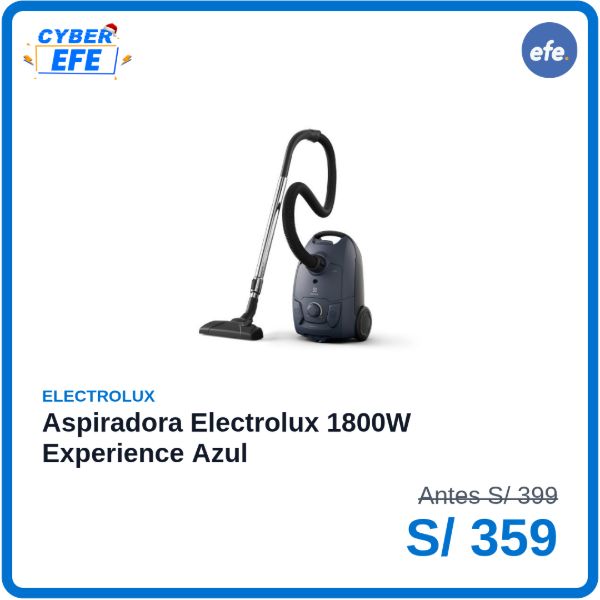 CYBER
EFE
efe.
ELECTROLUX
Aspiradora Electrolux 1800W
Experience Azul
Antes S/ 399
S/ 359